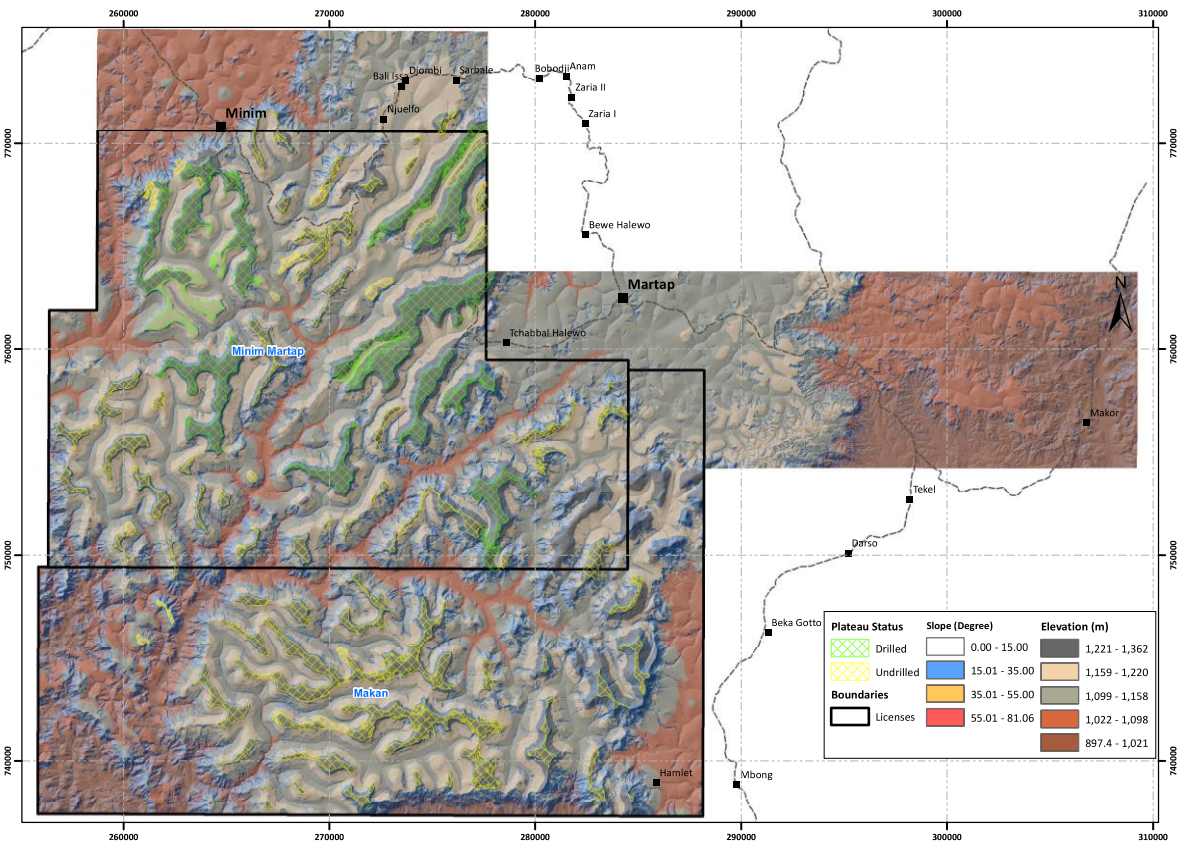 260000 270000 280000 290000 300000 310000
Bali Issa Djombi Sarbale Bobodji Anam
Zaria II
Njuelfo
Minim
Zaria I
770000 770000
Bewe Halewo
N
Martap
Tchabbal Halewo
Minim Martap
760000 760000
Makor
Tekel
Darso
750000 750000
Beka Gotto
Plateau Status Slope (Degree) Elevation (m)
Drilled 0.00 - 15.00 1,221 - 1,362
Undrilled 15.01 - 35.00 1,159 - 1,220
Boundaries 35.01 - 55.00 1,099 - 1,158
Licenses 55.01 - 81.06 1,022 - 1,098
897.4 - 1,021
Makan
740000 740000
Hamlet Mbong
260000 270000 280000 290000 300000 310000